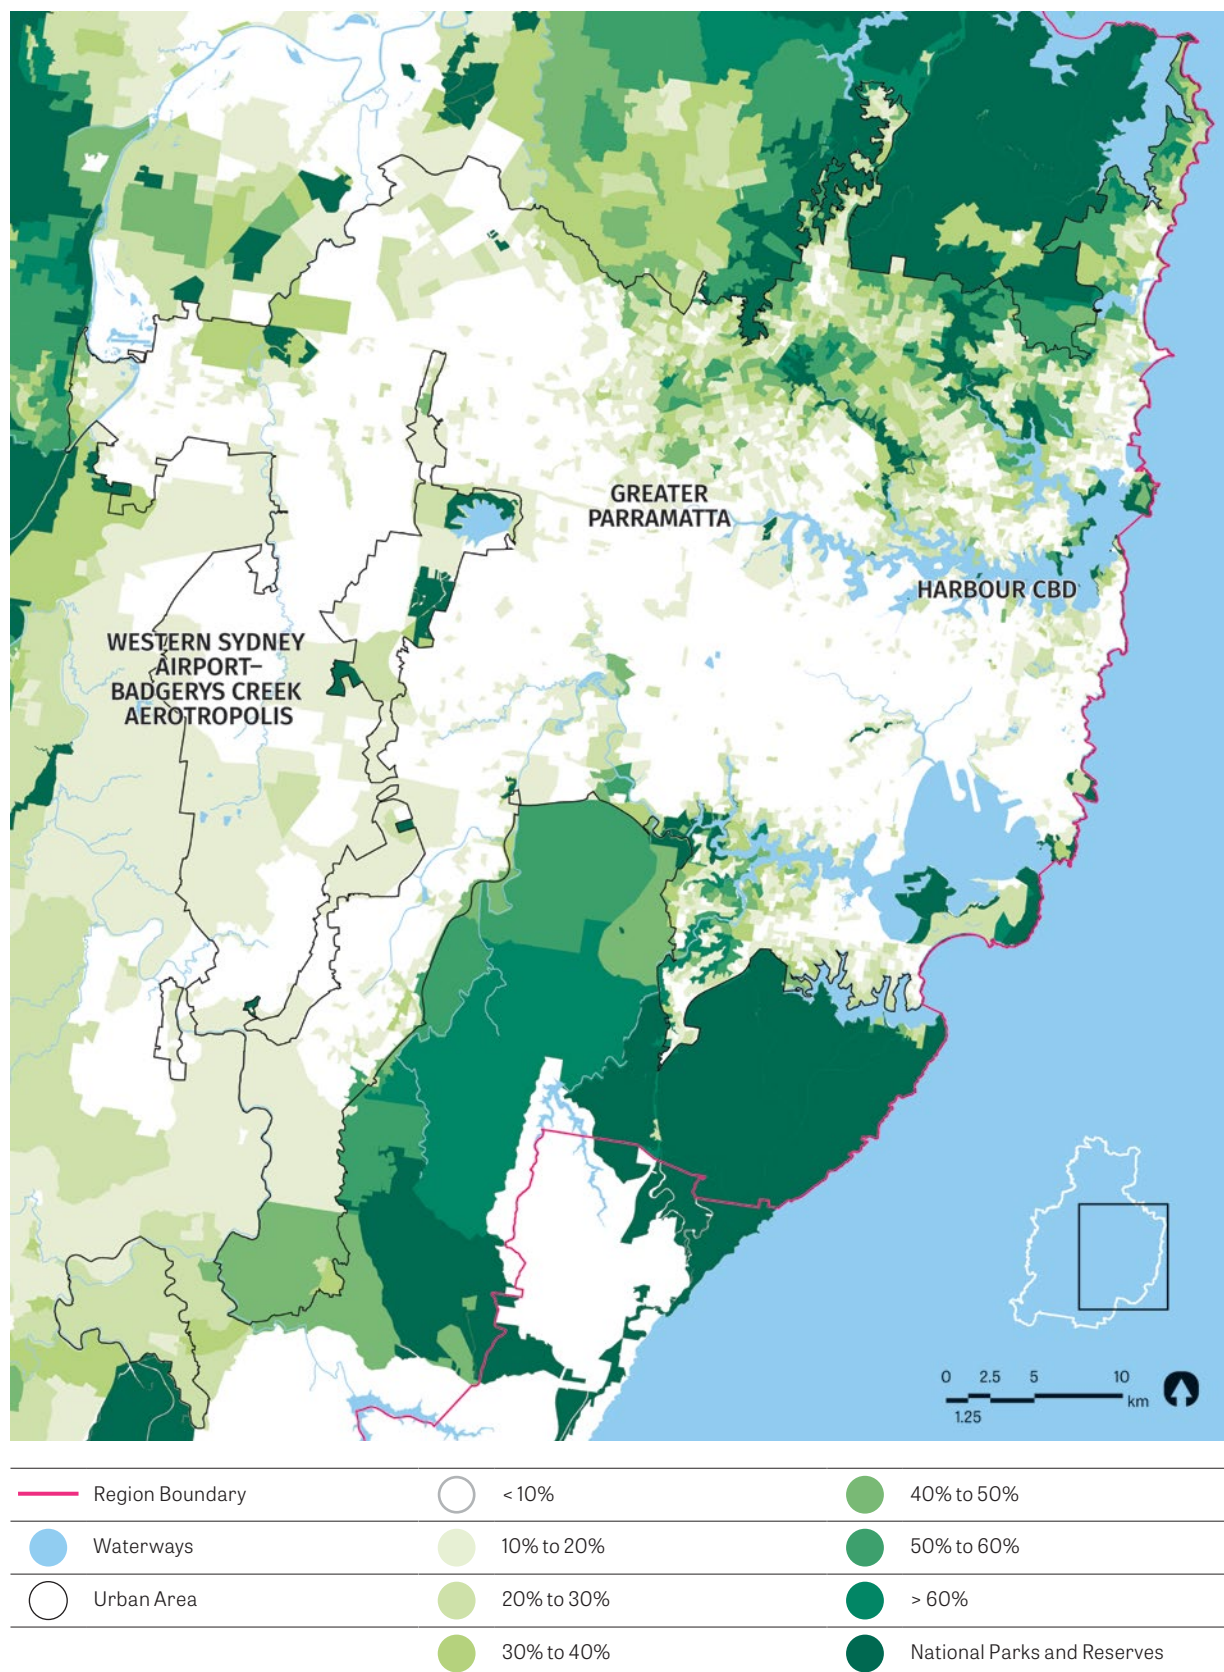 GREATER
PARRAMATTA
HARBOUR CBD
WESTERN SYDNEY
AIRPORT–
BADGERYS CREEK
AEROTROPOLIS
0 2.5 5 10
km
1.25
Region Boundary
< 10%
40% to 50%
Waterways
10% to 20%
50% to 60%
Urban Area
20% to 30%
> 60%
30% to 40%
National Parks and Reserves